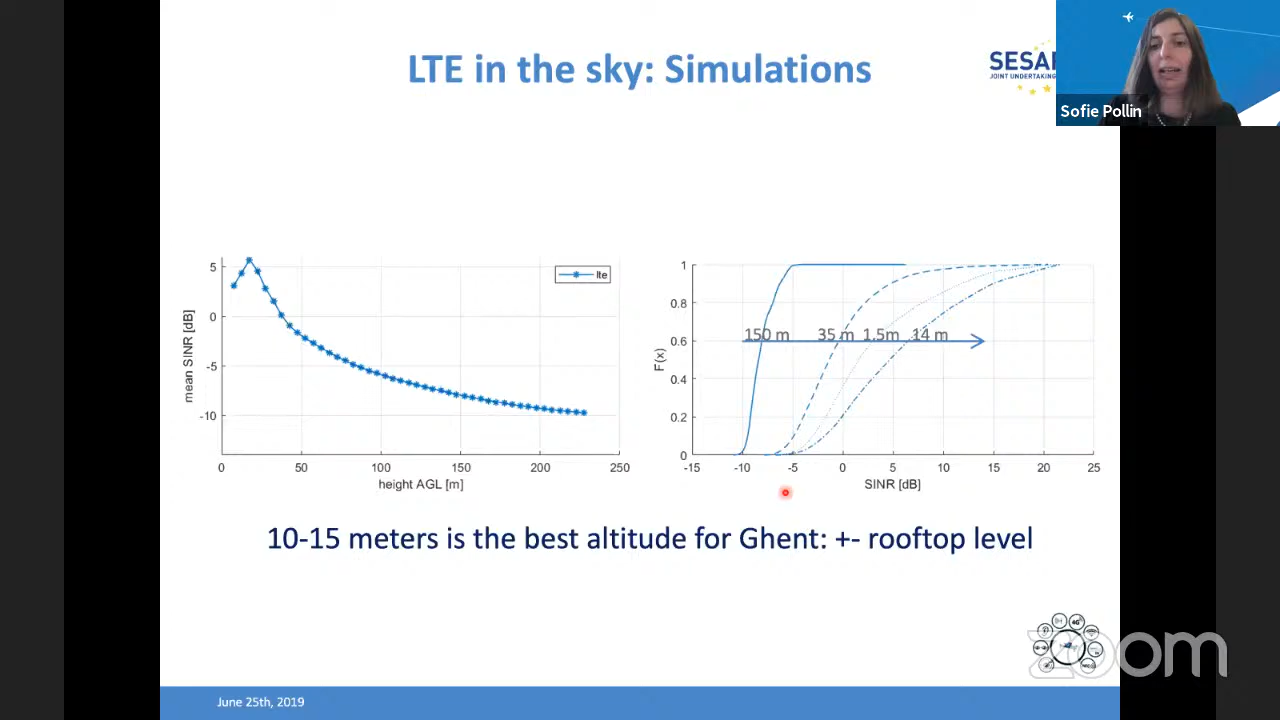 LTE in the sky: Simulations
SESAR
JOINT UNDERTAKING
Sofie Pollin
5
0
-5
-10
mean SINR [dB]
0
50
100
150
200
250
height AGL [m]
lte
1
0.8
0.6
0.4
0.2
0
F(x)
150 m
35 m
1.5m
14 m
-15
-10
-5
0
5
10
15
20
25
SINR [dB]
10-15 meters is the best altitude for Ghent: +- rooftop level
4G
zoom
June 25th, 2019